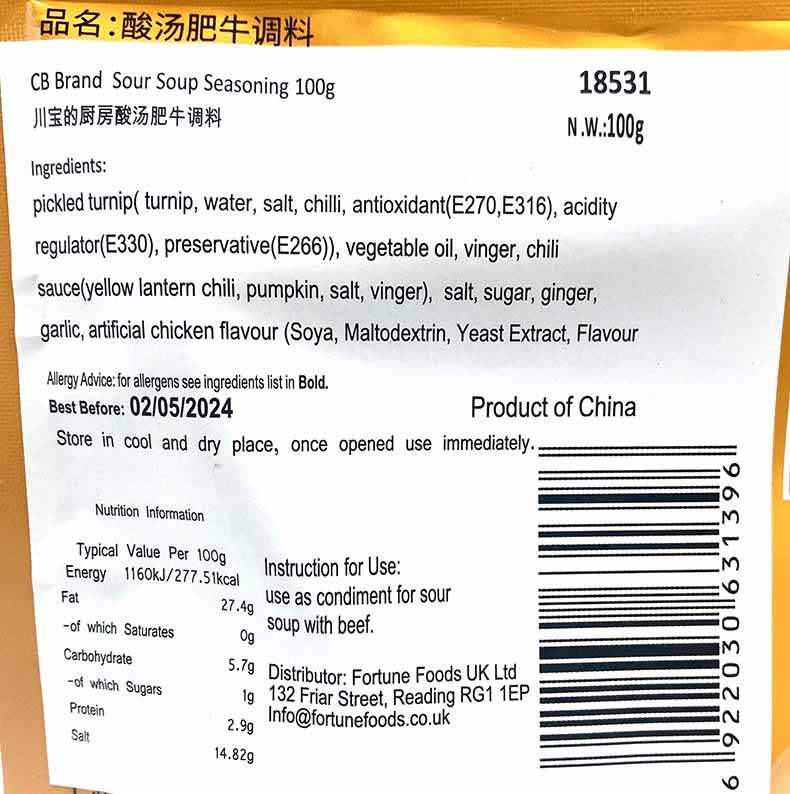 品名:酸汤肥牛调料
CB Brand Sour Soup Seasoning 100g
18531
川宝的厨房酸汤肥牛调料
N.W.:100g
Ingredients:
pickled turnip( turnip, water, salt, chilli, antioxidant(E270,E316), acidity
regulator(E330), preservative(E266)), vegetable oil, vinger, chili
sauce(yellow lantern chili, pumpkin, salt, vinger), salt, sugar, ginger,
garlic, artificial chicken flavour (Soya, Maltodextrin, Yeast Extract, Flavour
Allergy Advice: for allergens see ingredients list in Bold.
Best Before: 02/05/2024
Product of China
Store in cool and dry place, once opened use immediately.
Nutrition Information
Typical Value Per 100g
Energy 1160kJ/277.51kcal
Fat 27.4g
-of which Saturates 0g
Carbohydrate 5.7g
-of which Sugars 1g
Protein 2.9g
Salt 14.82g
Instruction for Use:
use as condiment for sour
soup with beef.
Distributor: Fortune Foods UK Ltd
132 Friar Street, Reading RG1 1EP
Info@fortunefoods.co.uk
6 922030 631396